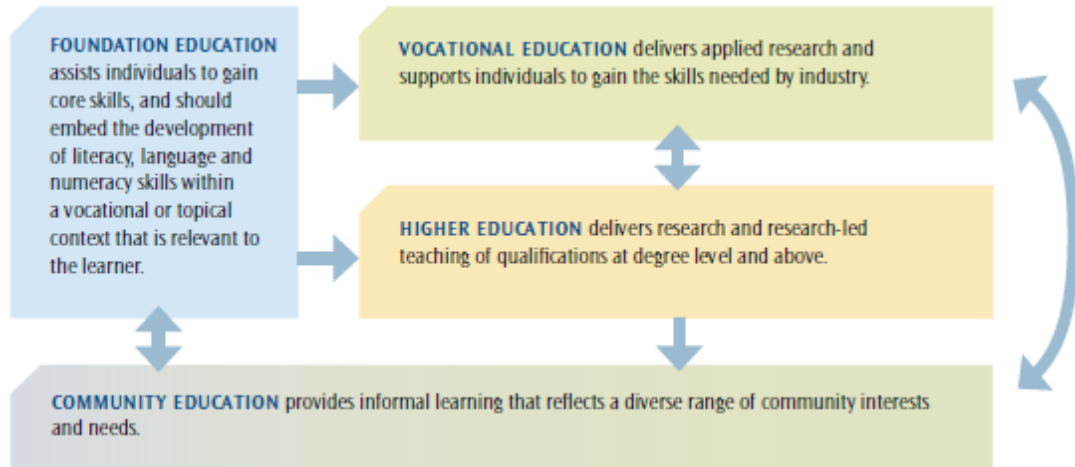 FOUNDATION EDUCATION
assists individuals to gain
core skills, and should
embed the development
of literacy, language and
numeracy skills within
a vocational or topical
context that is relevant to
the learner.
VOCATIONAL EDUCATION delivers applied research and
supports individuals to gain the skills needed by industry.
HIGHER EDUCATION delivers research and research-led
teaching of qualifications at degree level and above.
COMMUNITY EDUCATION provides informal learning that reflects a diverse range of community interests
and needs.